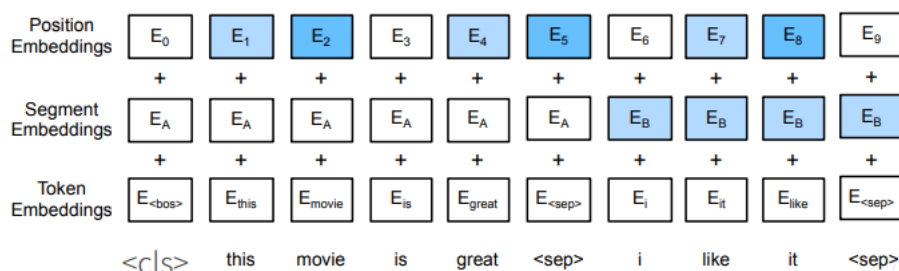 Position Embeddings E0 E1 E2 E3 E4 E5 E6 E7 E8 E9
+ + + + + + + + + +
Segment Embeddings EA EA EA EA EA EA EB EB EB EB
+ + + + + + + + + +
Token Embeddings E<bos> Ethis Emovie Eis Egreat E<sep> Ei Eit Elike E<sep>
<cls> this movie is great <sep> i like it <sep>